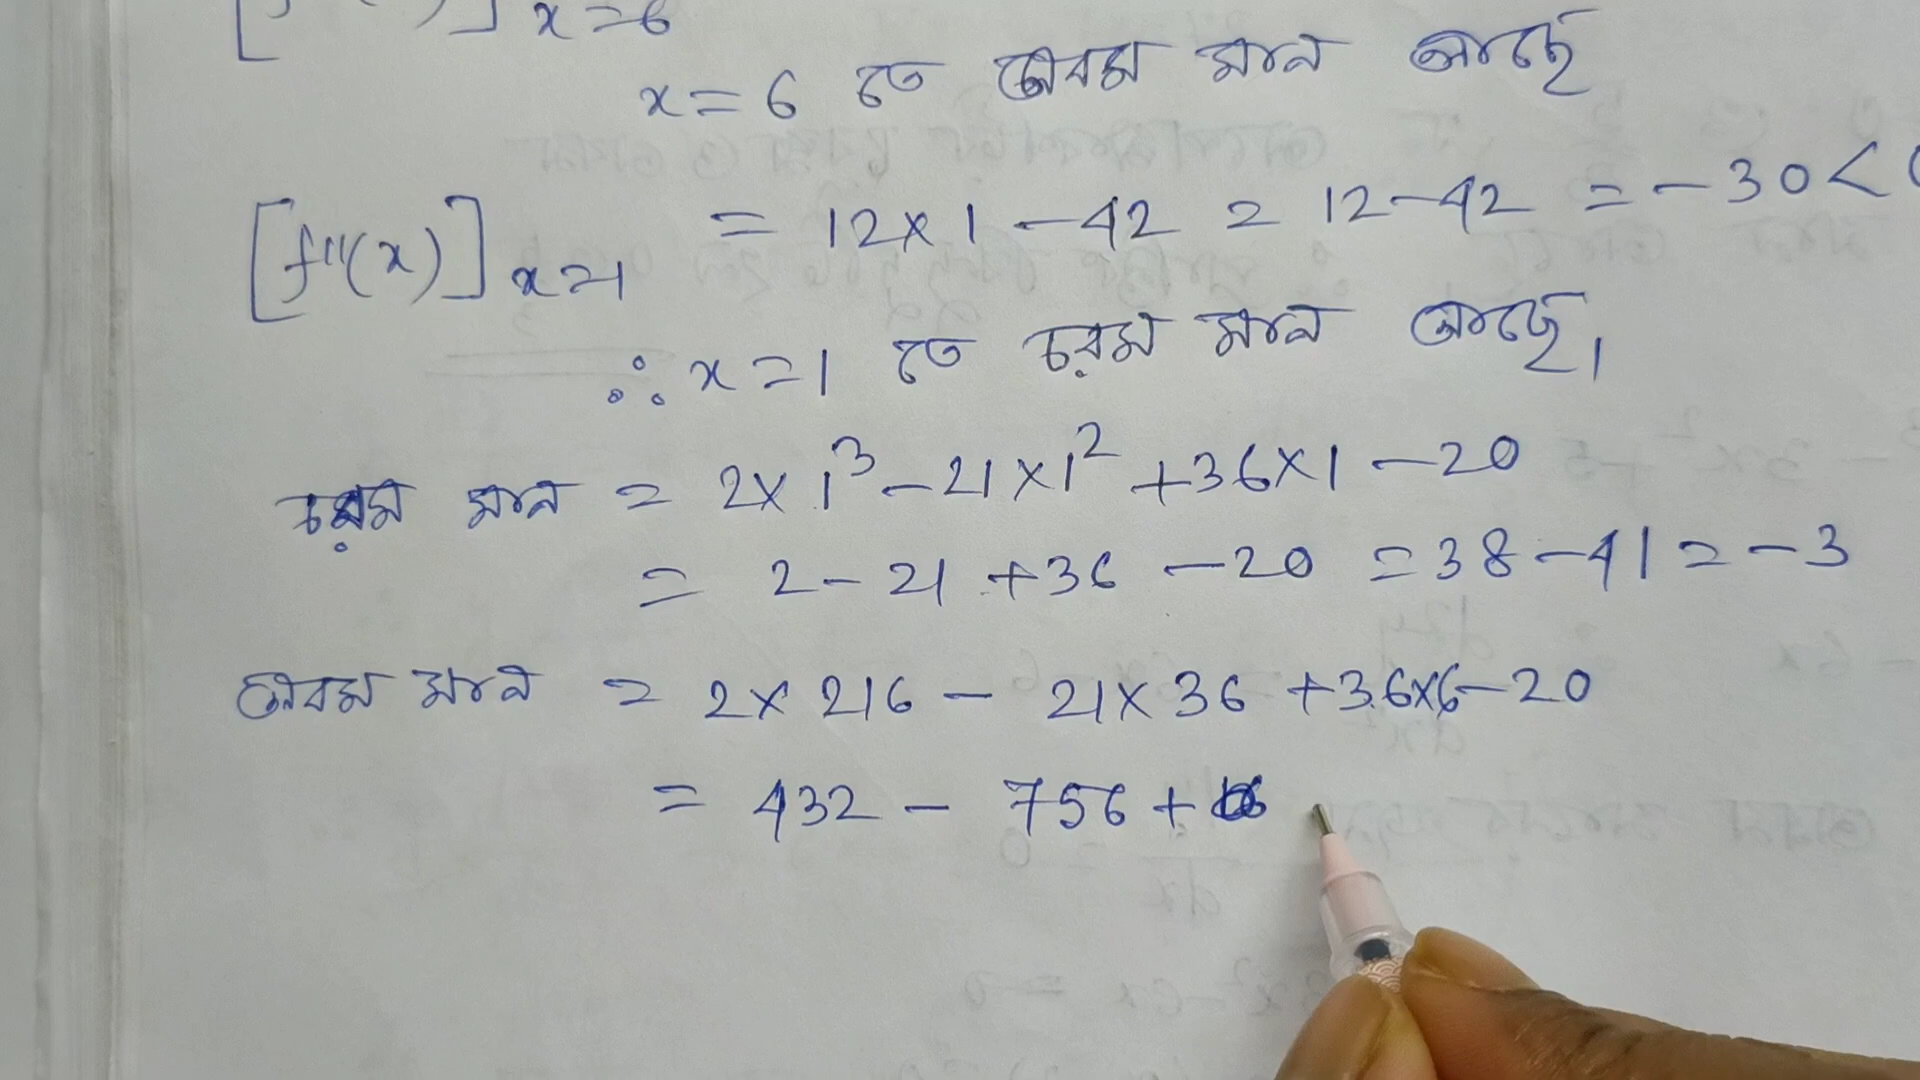 x=6
x=6 তে অবম মান আছে
[f''(x)] x=1 = 12×1-42 = 12-42 = -30<0
∴ x=1 তে চরম মান আছে।
চরম মান = 2×1³-21×1²+36×1-20
= 2-21+36-20 =38-41=-3
অবম মান = 2×216- 21×36+36×6-20
= 432- 756+